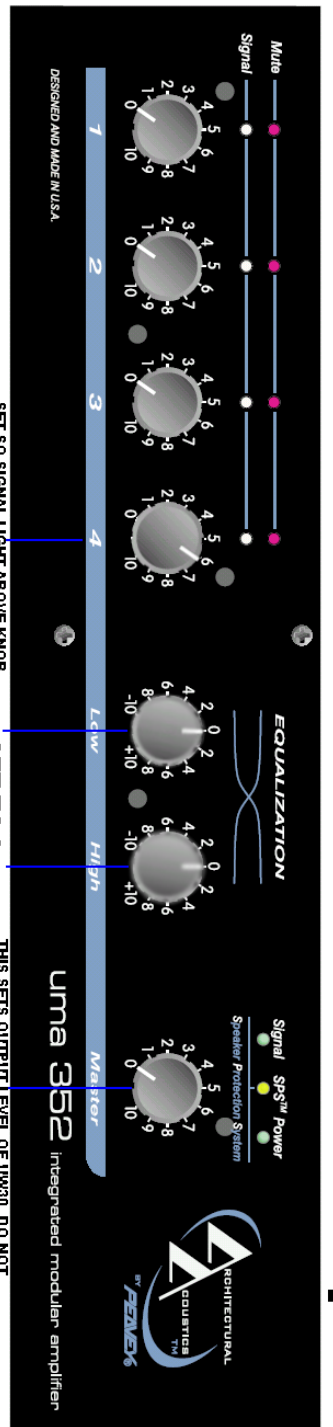 Mute
Signal
0 1 2 3 4 5 6 7 8 9 10
0 1 2 3 4 5 6 7 8 9 10
0 1 2 3 4 5 6 7 8 9 10
0 1 2 3 4 5 6 7 8 9 10
1
2
3
4
DESIGNED AND MADE IN U.S.A.
EQUALIZATION
-10 8 6 4 2 0 2 4 6 8 +10
-10 8 6 4 2 0 2 4 6 8 +10
Low
High
Signal SPS™ Power
Speaker Protection System
0 1 2 3 4 5 6 7 8 9 10
Master
uma 352 integrated modular amplifier
ARCHITECTURAL
ACOUSTICS™
BY PEAVEY®
SET SO SIGNAL LIGHT ABOVE KNOB
THIS SETS OUTPUT LEVEL OF UW30. DO NOT